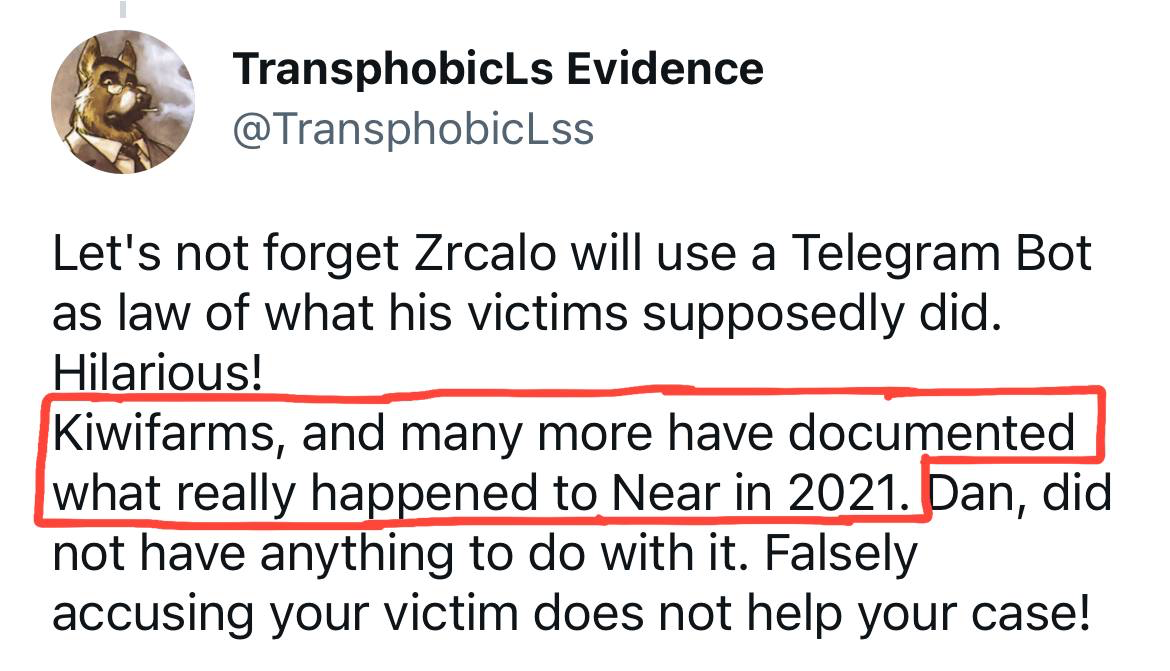 TransphobicLs Evidence
@TransphobicLss
Let's not forget Zrcalo will use a Telegram Bot
as law of what his victims supposedly did.
Hilarious!
Kiwifarms, and many more have documented
what really happened to Near in 2021. Dan, did
not have anything to do with it. Falsely
accusing your victim does not help your case!